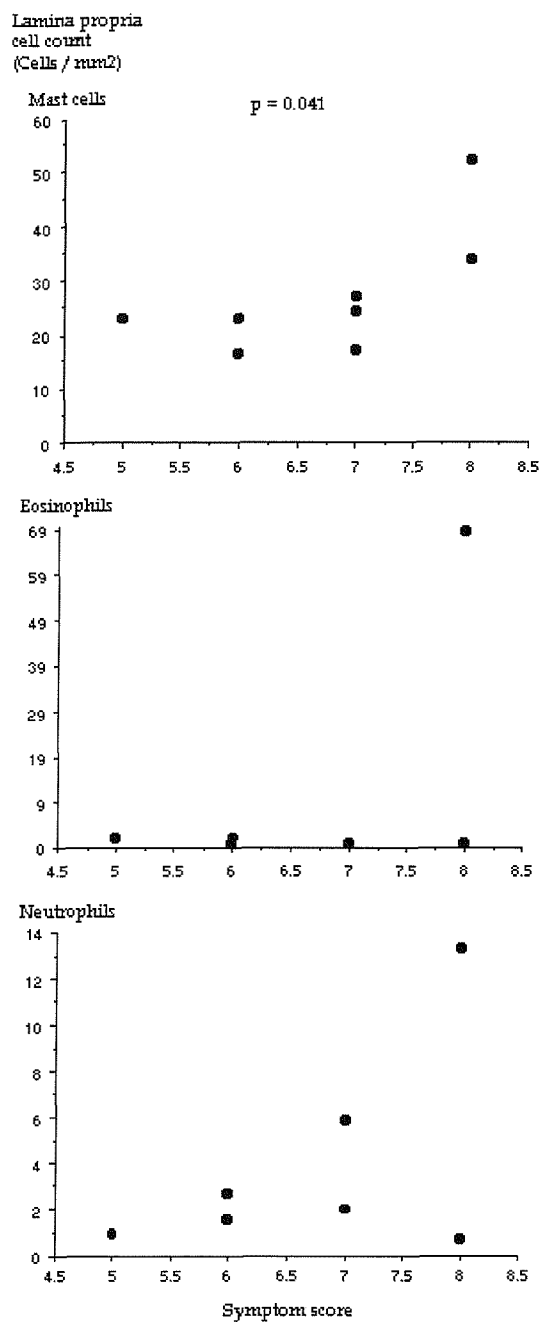 Lamina propria
cell count
(Cells / mm2)
Mast cells
p = 0.041
60
50
40
30
20
10
0
4.5 5 5.5 6 6.5 7 7.5 8 8.5
Eosinophils
69
59
49
39
29
19
9
0
4.5 5 5.5 6 6.5 7 7.5 8 8.5
Neutrophils
14
12
10
8
6
4
2
0
4.5 5 5.5 6 6.5 7 7.5 8 8.5
Symptom score